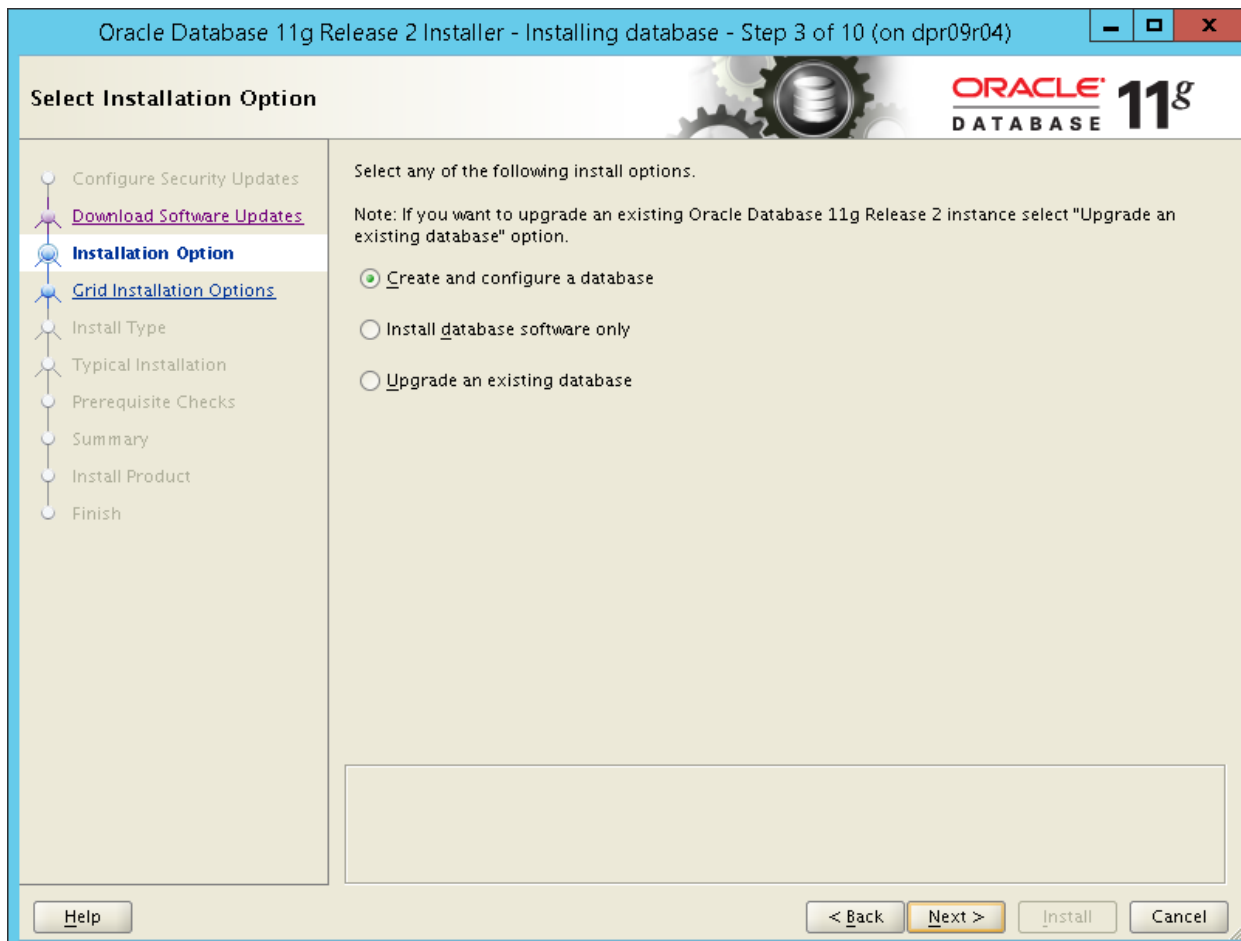 Oracle Database 11g Release 2 Installer - Installing database - Step 3 of 10 (on dpr09r04)
Select Installation Option
ORACLE
DATABASE
11g
Configure Security Updates
Download Software Updates
Installation Option
Grid Installation Options
Install Type
Typical Installation
Prerequisite Checks
Summary
Install Product
Finish
Select any of the following install options.
Note: If you want to upgrade an existing Oracle Database 11g Release 2 instance select "Upgrade an
existing database" option.
Create and configure a database
Install database software only
Upgrade an existing database
Help
< Back
Next >
Install
Cancel